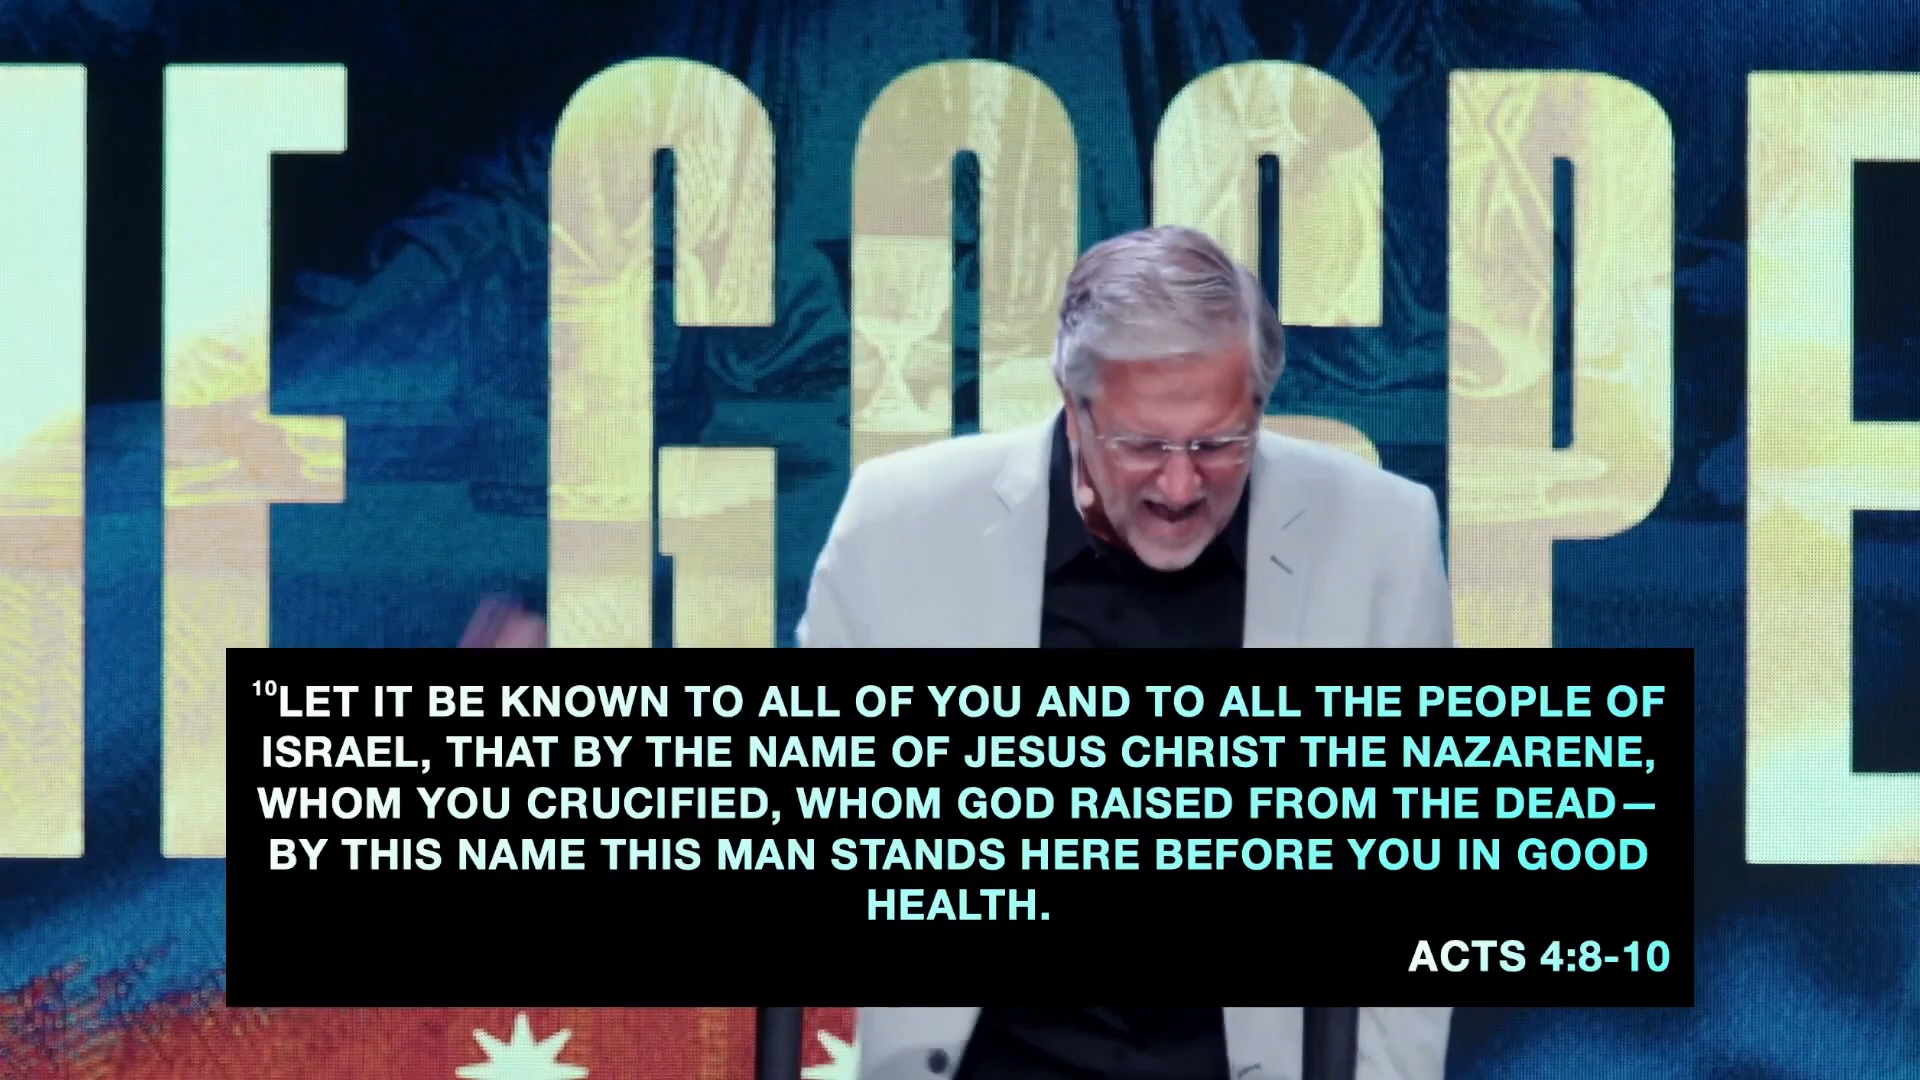 THE GOSPE
¹⁰LET IT BE KNOWN TO ALL OF YOU AND TO ALL THE PEOPLE OF
ISRAEL, THAT BY THE NAME OF JESUS CHRIST THE NAZARENE,
WHOM YOU CRUCIFIED, WHOM GOD RAISED FROM THE DEAD—
BY THIS NAME THIS MAN STANDS HERE BEFORE YOU IN GOOD
HEALTH.
ACTS 4:8-10